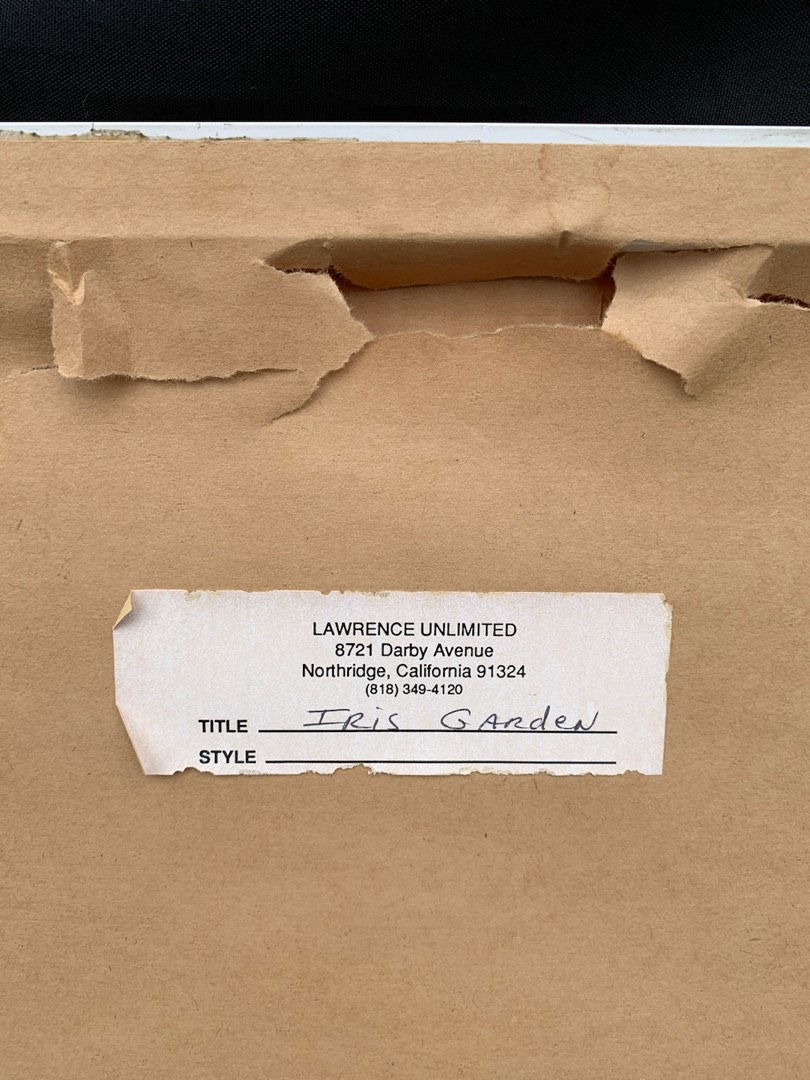 LAWRENCE UNLIMITED
8721 Darby Avenue
Northridge, California 91324
(818) 349-4120
TITLE IRiS GARdeN
STYLE